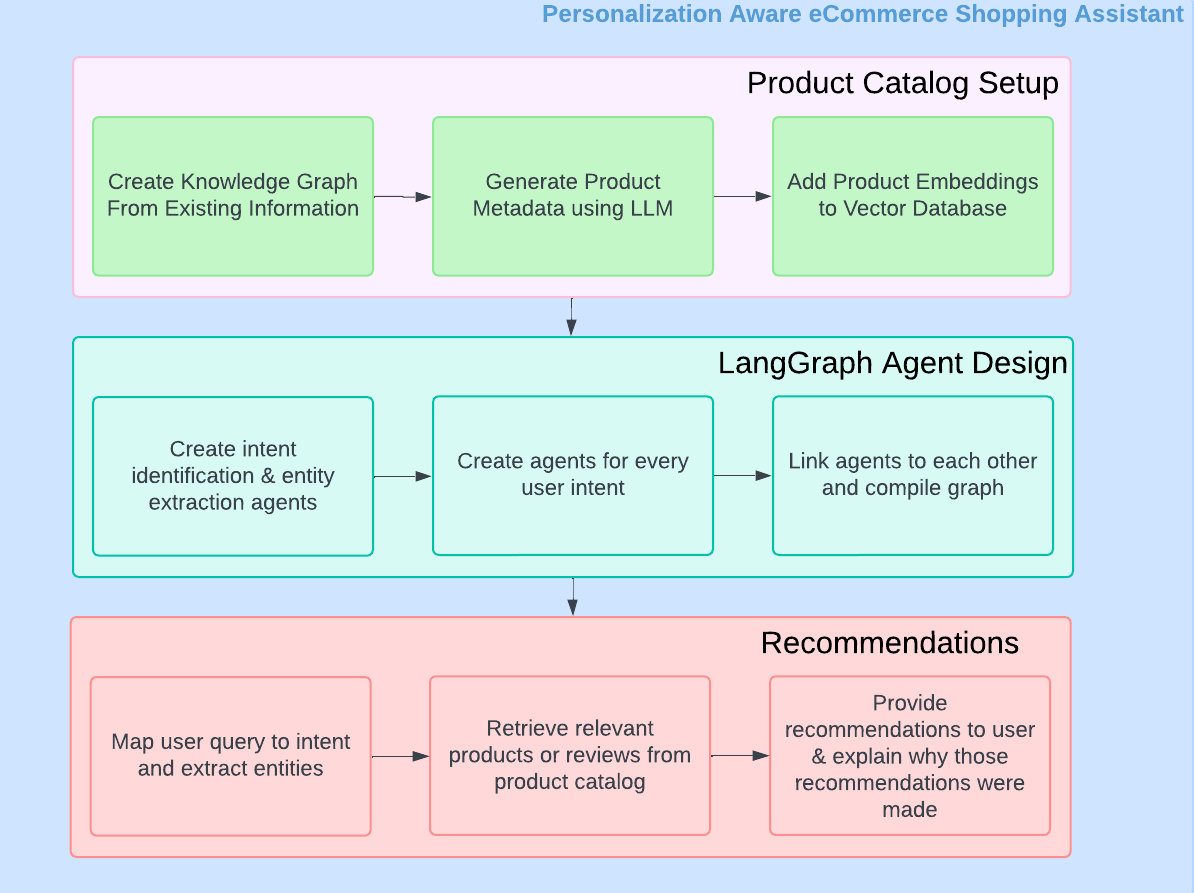 Personalization Aware eCommerce Shopping Assistant
Product Catalog Setup
Create Knowledge Graph
From Existing Information
Generate Product
Metadata using LLM
Add Product Embeddings
to Vector Database
LangGraph Agent Design
Create intent
identification & entity
extraction agents
Create agents for every
user intent
Link agents to each other
and compile graph
Recommendations
Map user query to intent
and extract entities
Retrieve relevant
products or reviews from
product catalog
Provide
recommendations to user
& explain why those
recommendations were
made